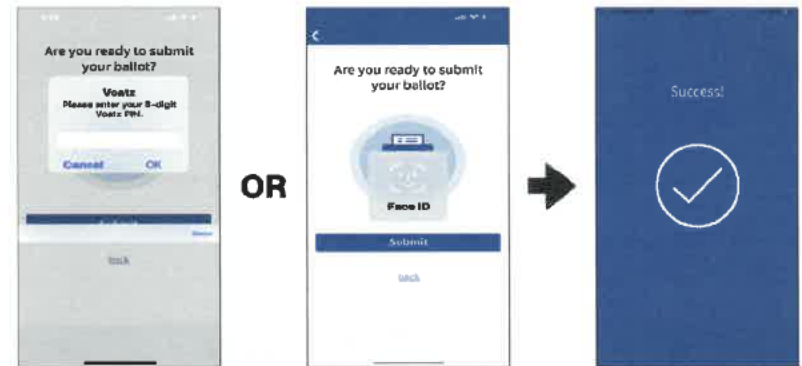 Are you ready to submit
your ballot?
Voatz
Please enter your 8-digit
Voatz PIN.
Cancel
OK
Submit
back
OR
Are you ready to submit
your ballot?
Face ID
Submit
back
Success!